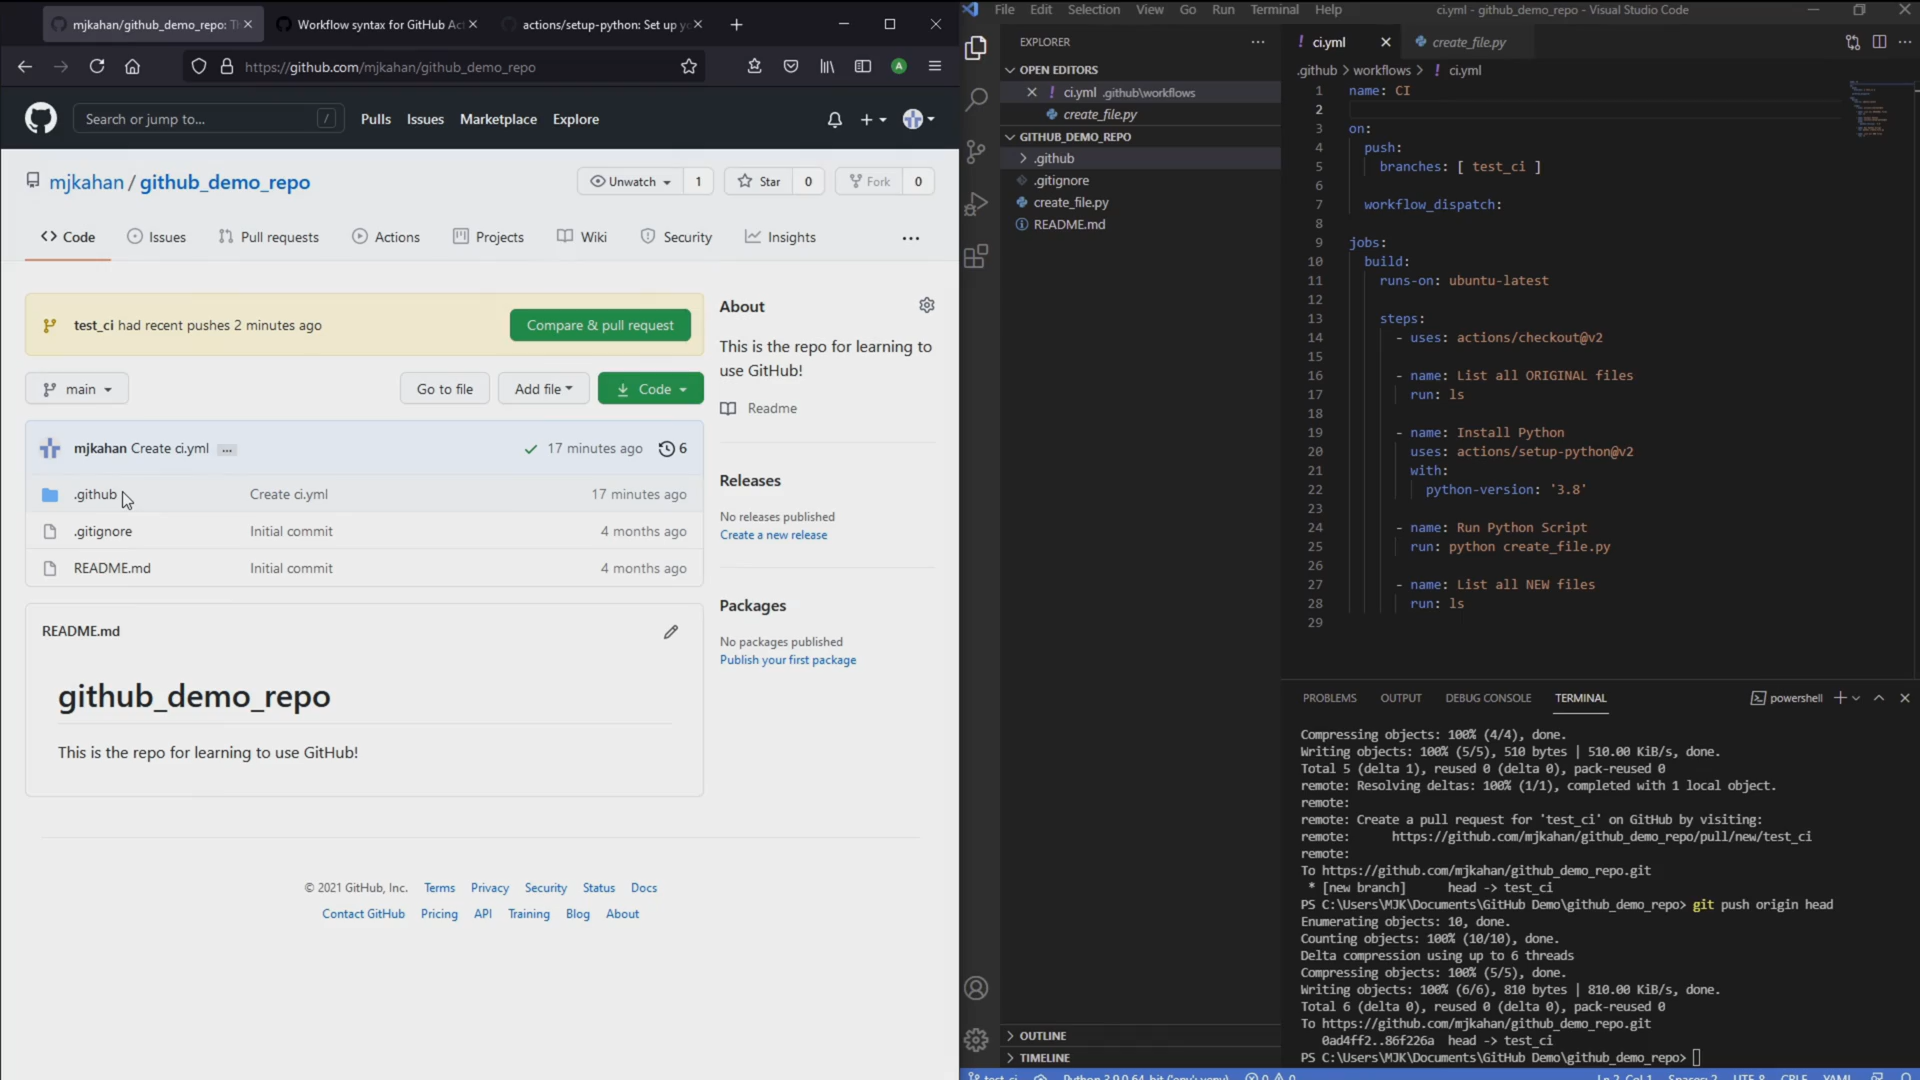 mjkahan/github_demo_repo: T
Workflow syntax for GitHub Ac
actions/setup-python: Set up y
https://github.com/mjkahan/github_demo_repo
A
Search or jump to...
/
Pulls
Issues
Marketplace
Explore
mjkahan / github_demo_repo
Unwatch
1
Star
0
Fork
0
Code
Issues
Pull requests
Actions
Projects
Wiki
Security
Insights
test_ci had recent pushes 2 minutes ago
Compare & pull request
main
Go to file
Add file
Code
mjkahan Create ci.yml ...
17 minutes ago
6
.github
Create ci.yml
17 minutes ago
.gitignore
Initial commit
4 months ago
README.md
Initial commit
4 months ago
README.md
github_demo_repo
This is the repo for learning to use GitHub!
About
This is the repo for learning to
use GitHub!
Readme
Releases
No releases published
Create a new release
Packages
No packages published
Publish your first package
© 2021 GitHub, Inc.
Terms
Privacy
Security
Status
Docs
Contact GitHub
Pricing
API
Training
Blog
About
File
Edit
Selection
View
Go
Run
Terminal
Help
ci.yml - github_demo_repo - Visual Studio Code
EXPLORER
OPEN EDITORS
ci.yml .github\workflows
create_file.py
GITHUB_DEMO_REPO
.github
.gitignore
create_file.py
README.md
OUTLINE
TIMELINE
ci.yml
create_file.py
.github > workflows > ! ci.yml
1 name: CI
2
3 on:
4 push:
5 branches: [ test_ci ]
6
7 workflow_dispatch:
8
9 jobs:
10 build:
11 runs-on: ubuntu-latest
12
13 steps:
14 - uses: actions/checkout@v2
15
16 - name: List all ORIGINAL files
17 run: ls
18
19 - name: Install Python
20 uses: actions/setup-python@v2
21 with:
22 python-version: '3.8'
23
24 - name: Run Python Script
25 run: python create_file.py
26
27 - name: List all NEW files
28 run: ls
29
PROBLEMS
OUTPUT
DEBUG CONSOLE
TERMINAL
powershell
Compressing objects: 100% (4/4), done.
Writing objects: 100% (5/5), 510 bytes | 510.00 KiB/s, done.
Total 5 (delta 1), reused 0 (delta 0), pack-reused 0
remote: Resolving deltas: 100% (1/1), completed with 1 local object.
remote:
remote: Create a pull request for 'test_ci' on GitHub by visiting:
remote: https://github.com/mjkahan/github_demo_repo/pull/new/test_ci
remote:
To https://github.com/mjkahan/github_demo_repo.git
* [new branch] head -> test_ci
PS C:\Users\MJK\Documents\GitHub Demo\github_demo_repo> git push origin head
Enumerating objects: 10, done.
Counting objects: 100% (10/10), done.
Delta compression using up to 6 threads
Compressing objects: 100% (5/5), done.
Writing objects: 100% (6/6), 810 bytes | 810.00 KiB/s, done.
Total 6 (delta 0), reused 0 (delta 0), pack-reused 0
To https://github.com/mjkahan/github_demo_repo.git
0ad4ff2..86f226a head -> test_ci
PS C:\Users\MJK\Documents\GitHub Demo\github_demo_repo>